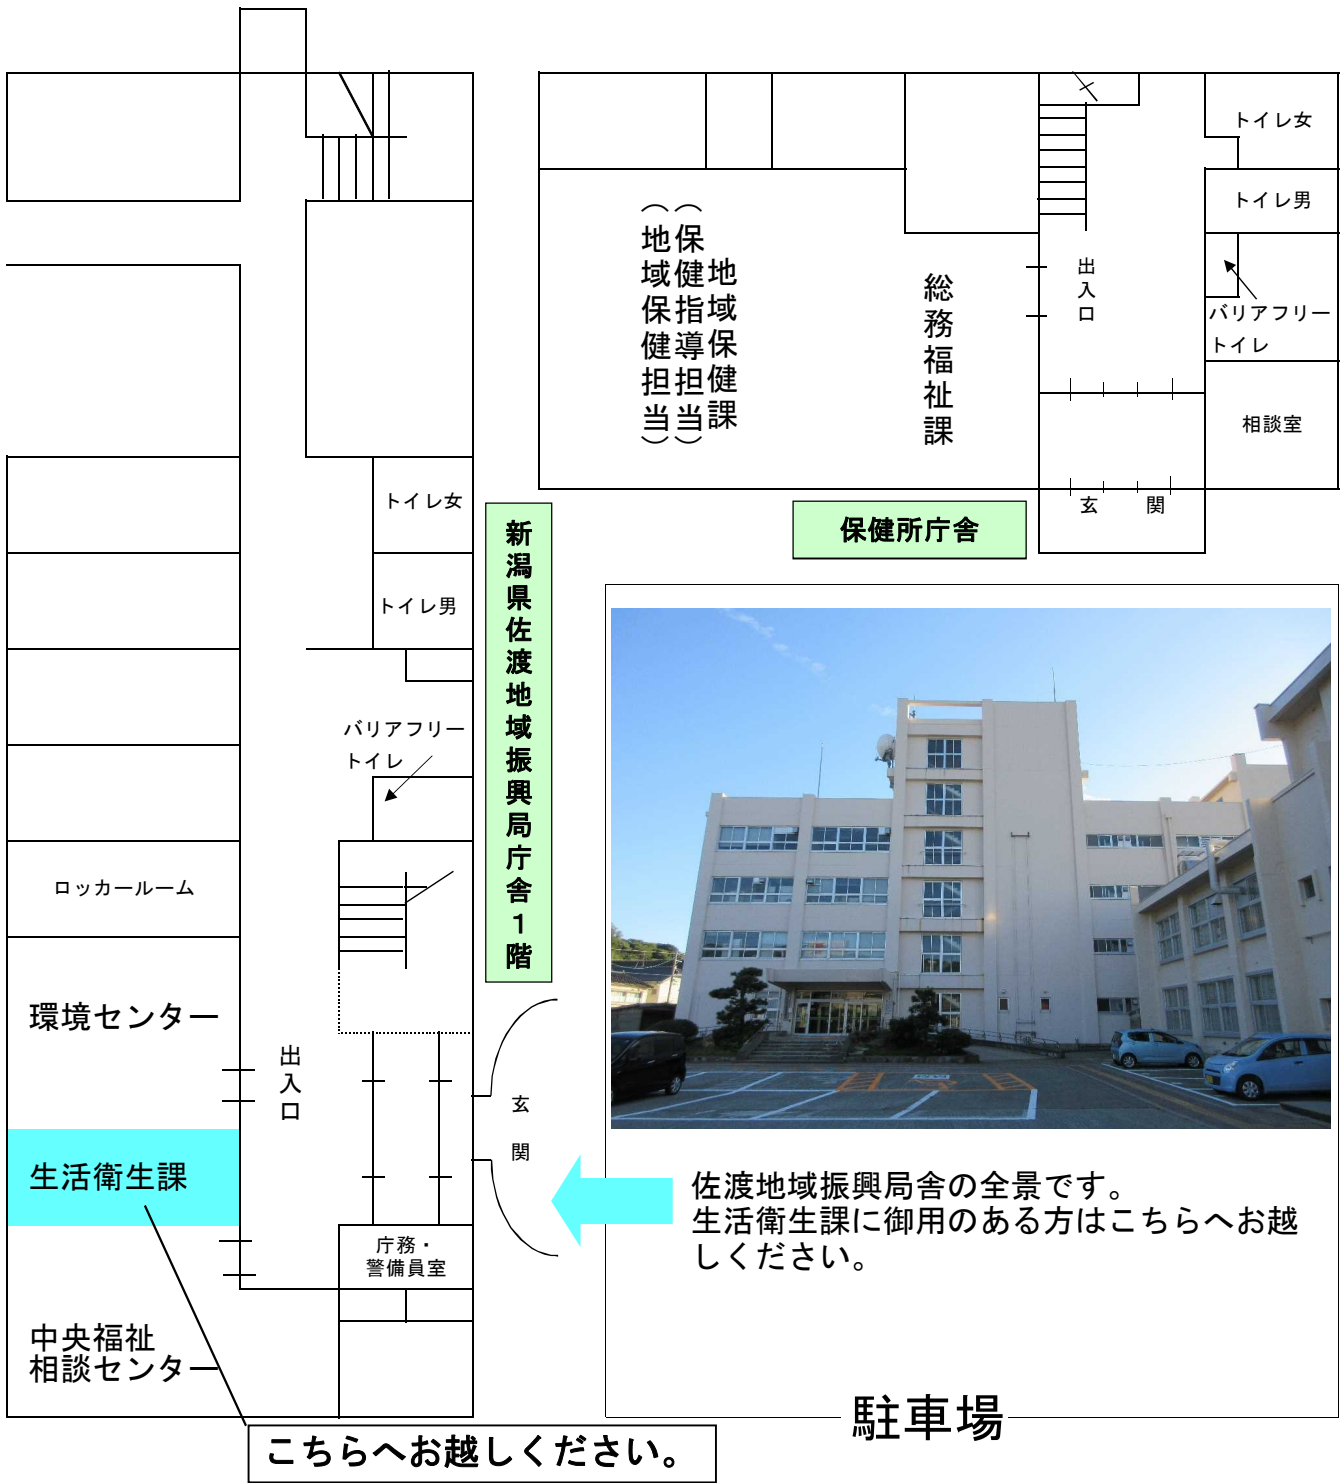 トイレ女
トイレ男
バリアフリー
トイレ
相談室
出入口
総務福祉課
地域保健課
（保健指導担当）
（地域保健担当）
玄関
保健所庁舎
トイレ女
トイレ男
バリアフリー
トイレ
新潟県佐渡地域振興局庁舎１階
ロッカールーム
環境センター
出入口
玄関
生活衛生課
庁務・
警備員室
中央福祉
相談センター
佐渡地域振興局舎の全景です。
生活衛生課に御用のある方はこちらへお越
しください。
駐車場
こちらへお越しください。